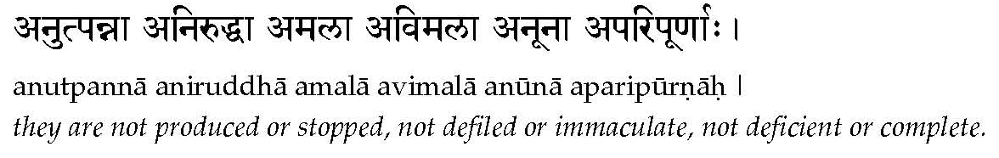 अनुत्पन्ना अनिरुद्धा अमला अविमला अनूना अपरिपूर्णाः ।
anutpannā aniruddhā amalā avimalā anūnā aparipūrṇāḥ |
they are not produced or stopped, not defiled or immaculate, not deficient or complete.